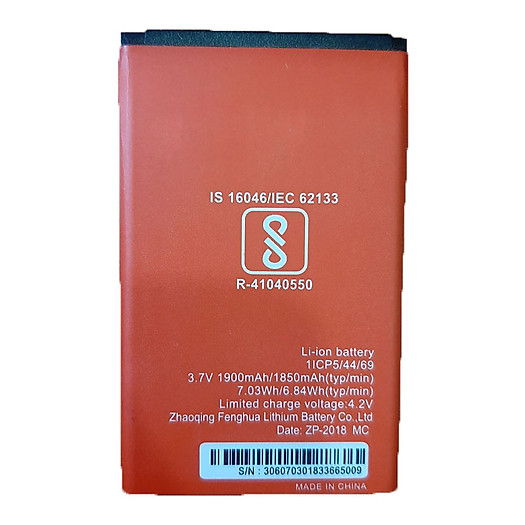 IS 16046/IEC 62133
R-41040550
Li-ion battery
1ICP5/44/69
3.7V 1900mAh/1850mAh(typ/min)
7.03Wh/6.84Wh(typ/min)
Limited charge voltage:4.2V
Zhaoqing Fenghua Lithium Battery Co.,Ltd
Date: ZP-2018 MC
S/N : 306070301833665009
MADE IN CHINA